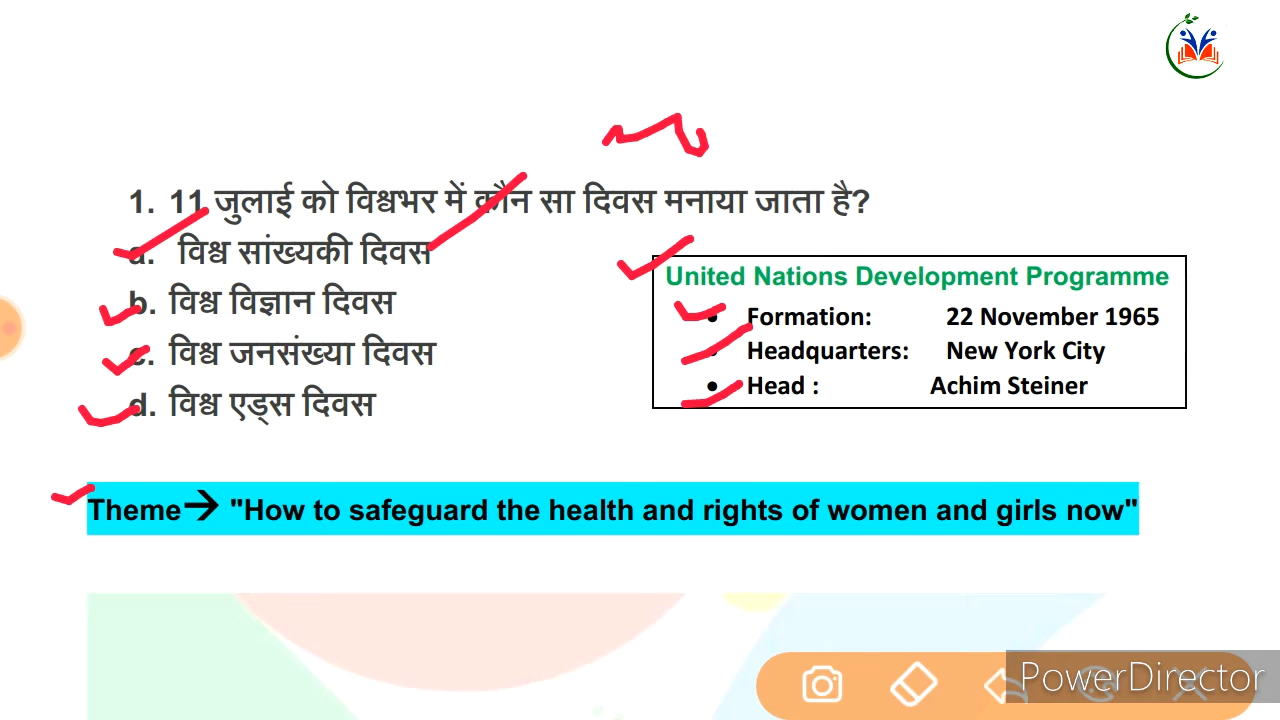 1. 11 जुलाई को विश्वभर में कौन सा दिवस मनाया जाता है?
a. विश्व सांख्यकी दिवस
b. विश्व विज्ञान दिवस
c. विश्व जनसंख्या दिवस
d. विश्व एड्स दिवस
United Nations Development Programme
• Formation: 22 November 1965
• Headquarters: New York City
• Head : Achim Steiner
Theme→ "How to safeguard the health and rights of women and girls now"
PowerDirector